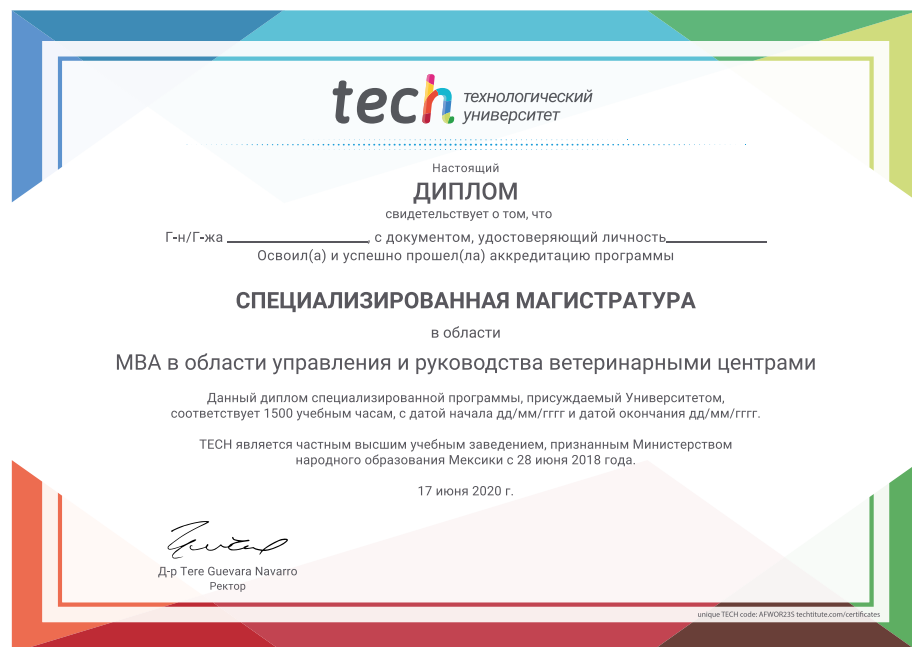 tech технологический
университет
Настоящий
ДИПЛОМ
свидетельствует о том, что
Г-н/Г-жа ____________________, с документом, удостоверяющий личность______________
Освоил(а) и успешно прошел(ла) аккредитацию программы
СПЕЦИАЛИЗИРОВАННАЯ МАГИСТРАТУРА
в области
MBA в области управления и руководства ветеринарными центрами
Данный диплом специализированной программы, присуждаемый Университетом,
соответствует 1500 учебным часам, с датой начала дд/мм/гггг и датой окончания дд/мм/гггг.
TECH является частным высшим учебным заведением, признанным Министерством
народного образования Мексики с 28 июня 2018 года.
17 июня 2020 г.
Д-р Tere Guevara Navarro
Ректор
unique TECH code: AFWOR23S techtitute.com/certificates